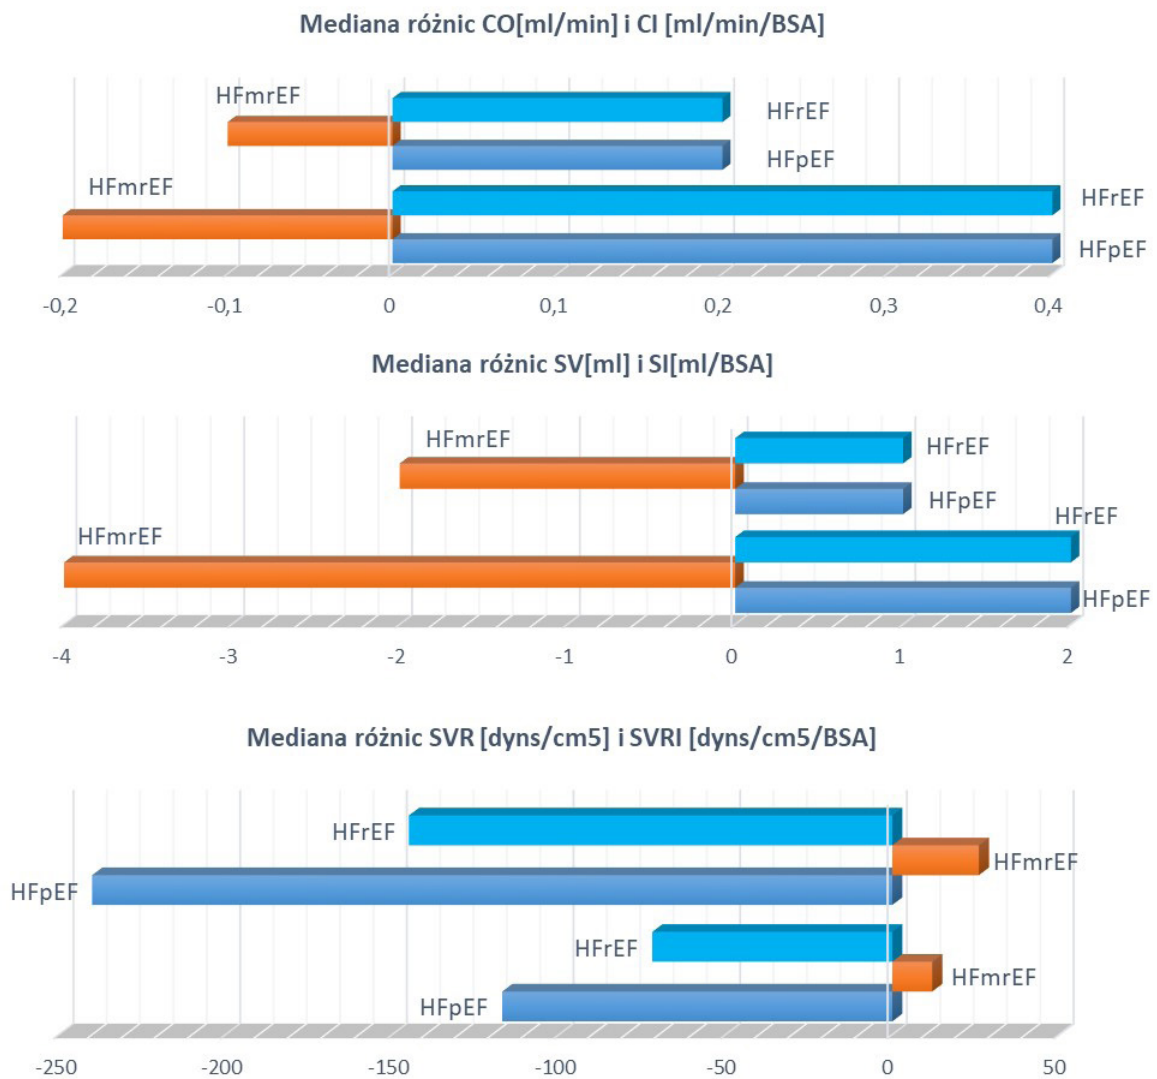 Mediana różnic CO[ml/min] i CI [ml/min/BSA]
HFmrEF
HFrEF
HFpEF
HFmrEF
HFrEF
HFpEF
-0,2 -0,1 0 0,1 0,2 0,3 0,4
Mediana różnic SV[ml] i SI[ml/BSA]
HFmrEF
HFrEF
HFpEF
HFrEF
HFmrEF
HFpEF
-4 -3 -2 -1 0 1 2
Mediana różnic SVR [dyns/cm5] i SVRI [dyns/cm5/BSA]
HFrEF
HFmrEF
HFpEF
HFrEF
HFmrEF
HFpEF
-250 -200 -150 -100 -50 0 50